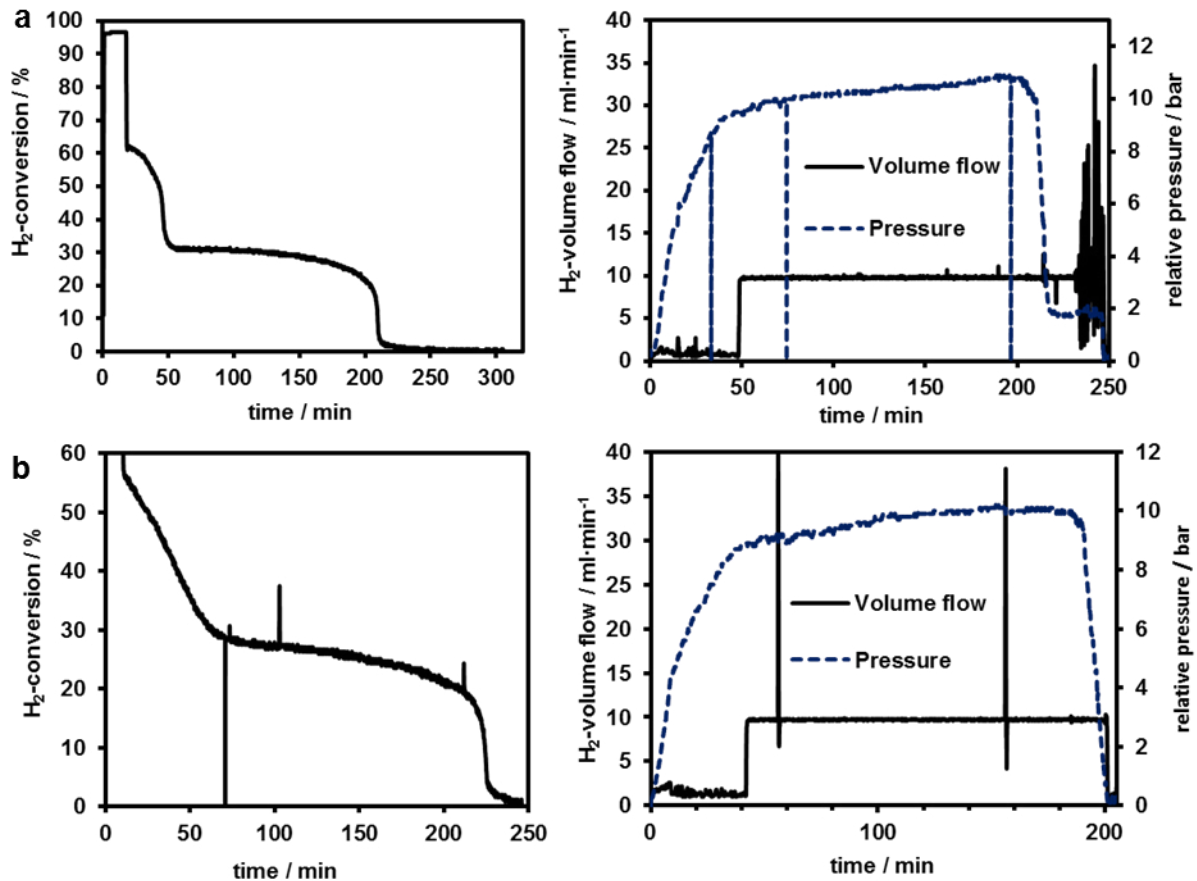 a
H₂-conversion / %
100
90
80
70
60
50
40
30
20
10
0
0 50 100 150 200 250 300
time / min
H₂-volume flow / ml·min⁻¹
40
35
30
25
20
15
10
5
0
0 50 100 150 200 250
time / min
Volume flow
Pressure
12
10
8
6
4
2
0
relative pressure / bar
b
H₂-conversion / %
60
50
40
30
20
10
0
0 50 100 150 200 250
time / min
H₂-volume flow / ml·min⁻¹
40
35
30
25
20
15
10
5
0
0 100 200
time / min
Volume flow
Pressure
12
10
8
6
4
2
0
relative pressure / bar